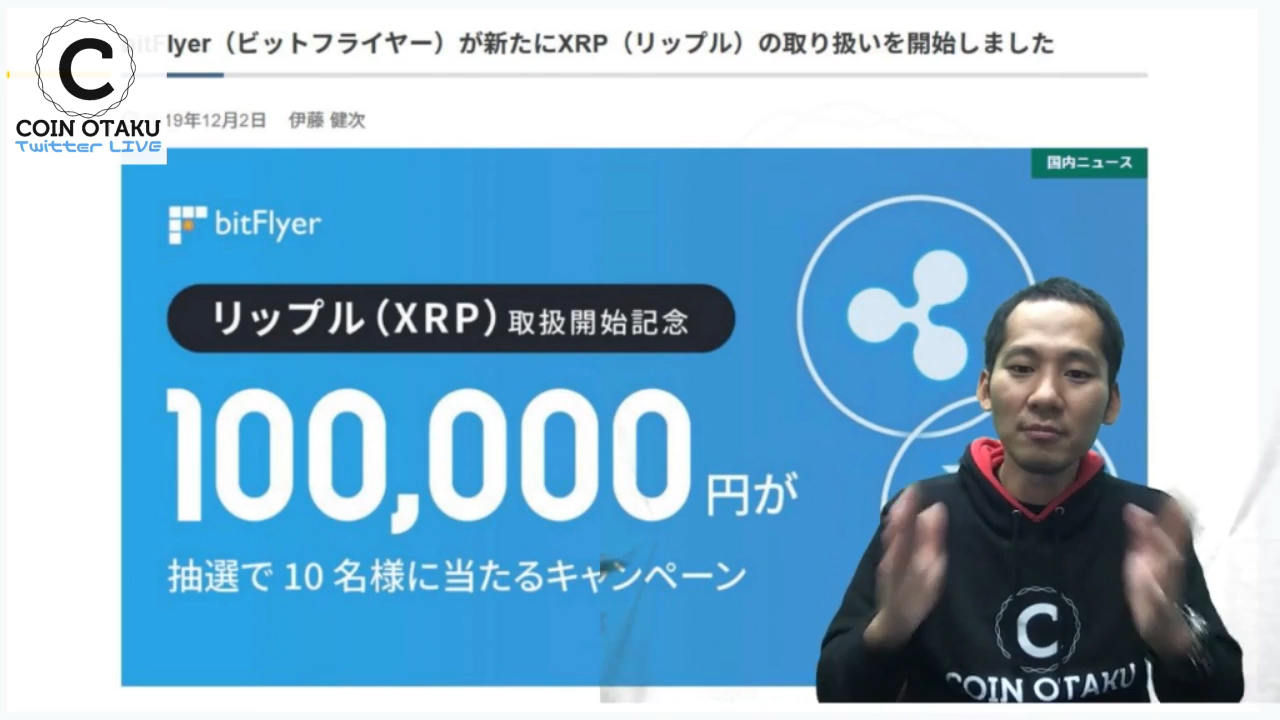 bitFlyer（ビットフライヤー）が新たにXRP（リップル）の取り扱いを開始しました
C
COIN OTAKU
Twitter LIVE
19年12月2日 伊藤 健次
国内ニュース
bitFlyer
リップル（XRP）取扱開始記念
100,000円が
抽選で 10 名様に当たるキャンペーン
C
COIN OTAKU